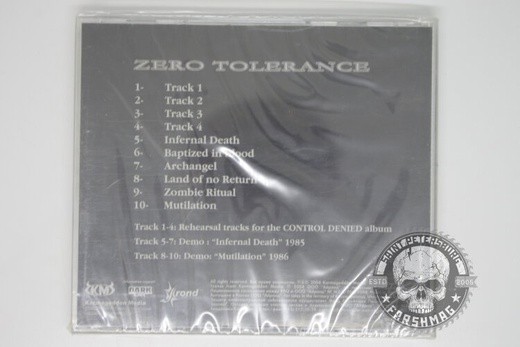 ZERO TOLERANCE
1- Track 1
2- Track 2
3- Track 3
4- Track 4
5- Infernal Death
6- Baptized in Blood
7- Archangel
8- Land of no Return
9- Zombie Ritual
10- Mutilation
Track 1-4: Rehearsal tracks for the CONTROL DENIED album
Track 5-7: Demo : "Infernal Death" 1985
Track 8-10: Demo: "Mutilation" 1986
KM
Karmageddon Media
SAINT PETERSBURG
ESTD 2006
FARSHMAG